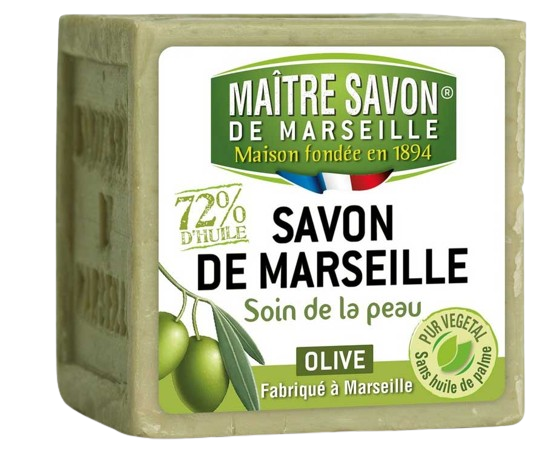 MAÎTRE SAVON®
DE MARSEILLE
Maison fondée en 1894
72%
D'HUILE
SAVON
DE MARSEILLE
Soin de la peau
OLIVE
Fabriqué à Marseille
PUR VEGETAL
Sans huile de palme